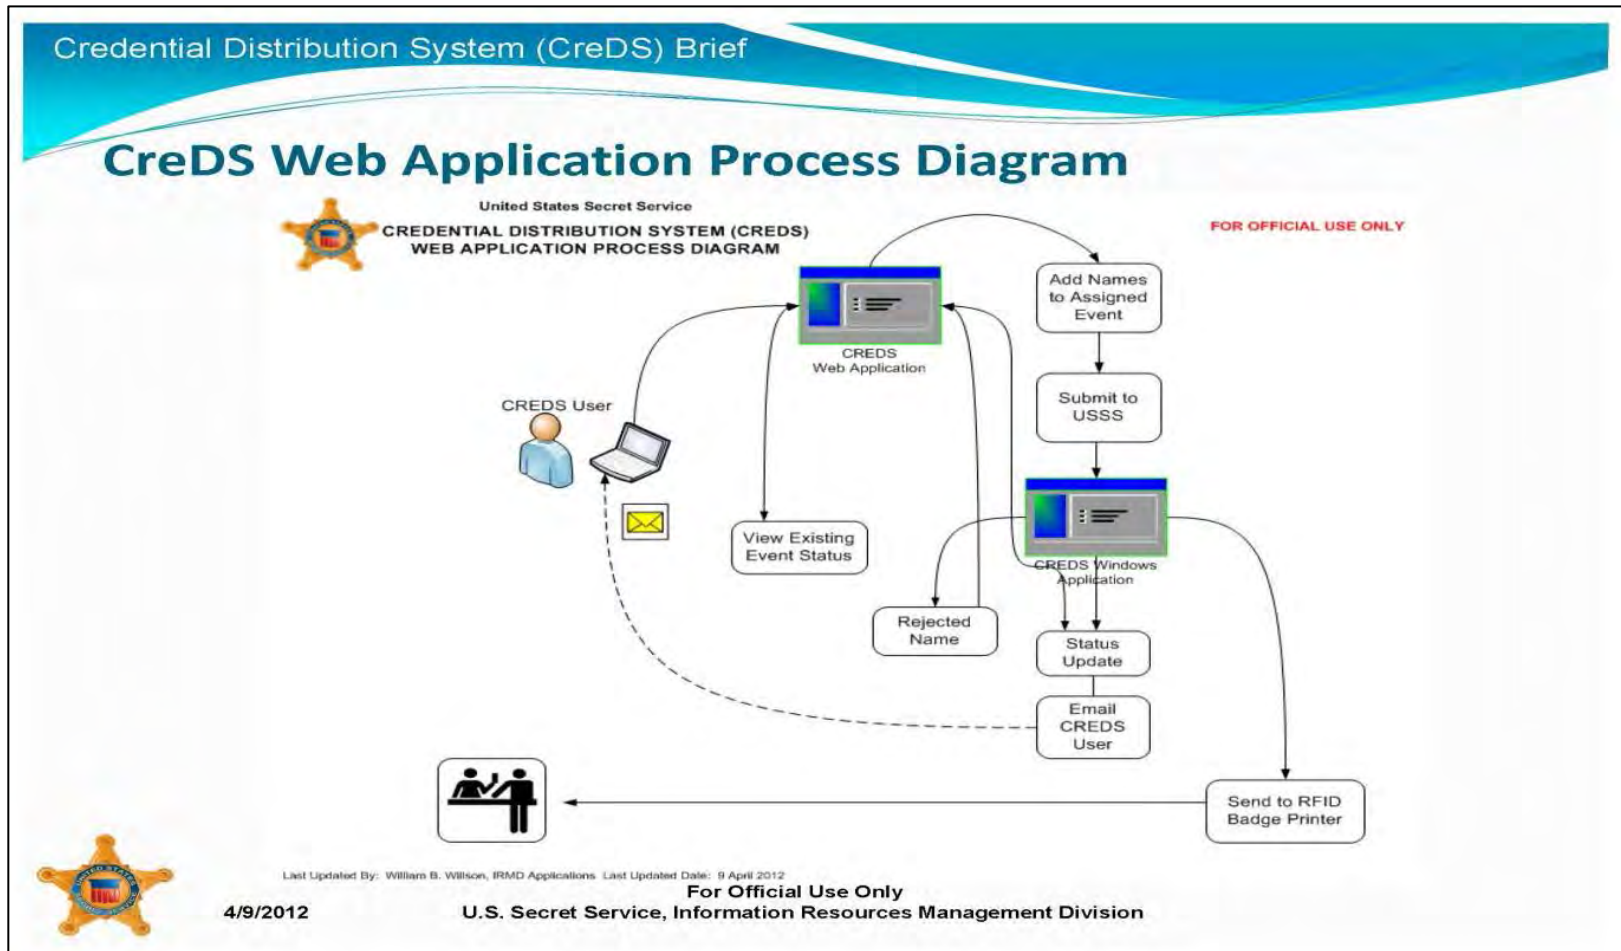 Credential Distribution System (CreDS) Brief
CreDS Web Application Process Diagram
United States Secret Service
CREDENTIAL DISTRIBUTION SYSTEM (CREDS)
WEB APPLICATION PROCESS DIAGRAM
FOR OFFICIAL USE ONLY
Add Names
to Assigned
Event
CREDS
Web Application
Submit to
USSS
CREDS User
View Existing
Event Status
CREDS Windows
Application
Rejected
Name
Status
Update
Email
CREDS
User
Send to RFID
Badge Printer
Last Updated By: William B. Willson, IRMD Applications Last Updated Date: 9 April 2012
For Official Use Only
4/9/2012
U.S. Secret Service, Information Resources Management Division